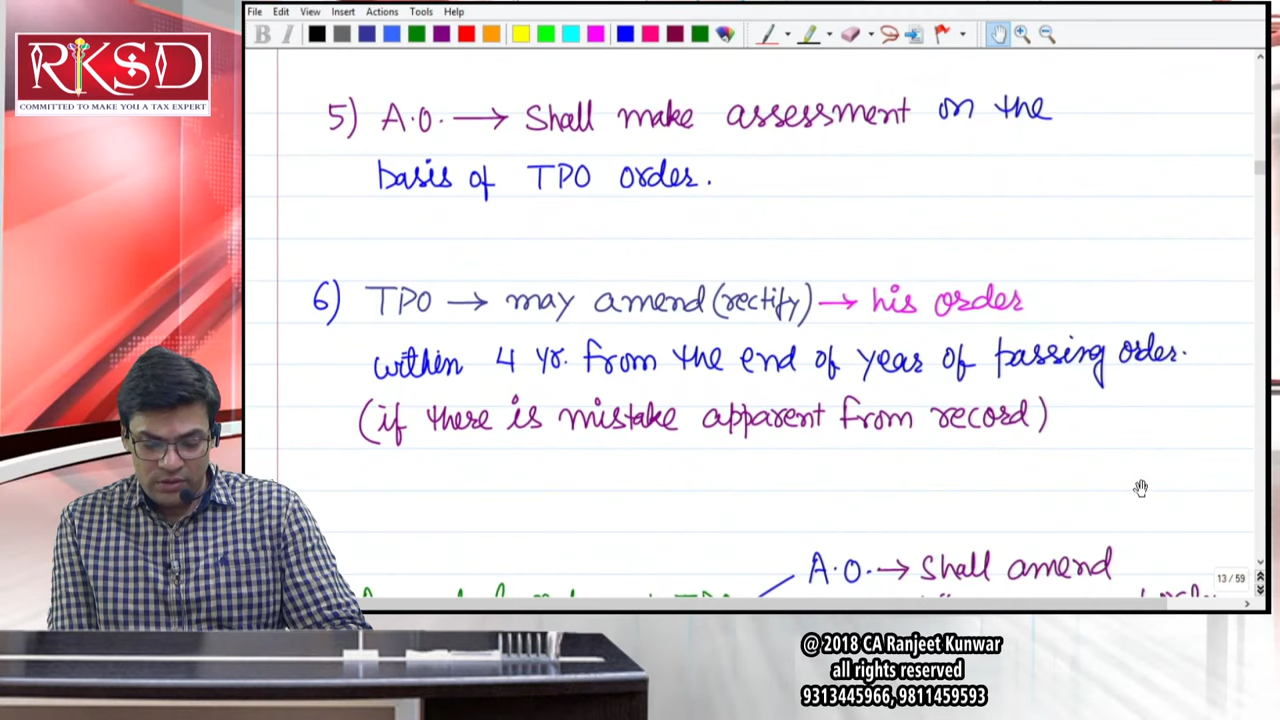 File Edit View Insert Actions Tools Help
B I
RKSD
COMMITTED TO MAKE YOU A TAX EXPERT
5) A.O. → Shall make assessment on the
basis of TPO order.
6) TPO → may amend (rectify) → his order
within 4 yr. from the end of year of passing order.
(if there is mistake apparent from record)
A.O. → Shall amend
TPO
13 / 59
@ 2018 CA Ranjeet Kunwar
all rights reserved
9313445966, 9811459593